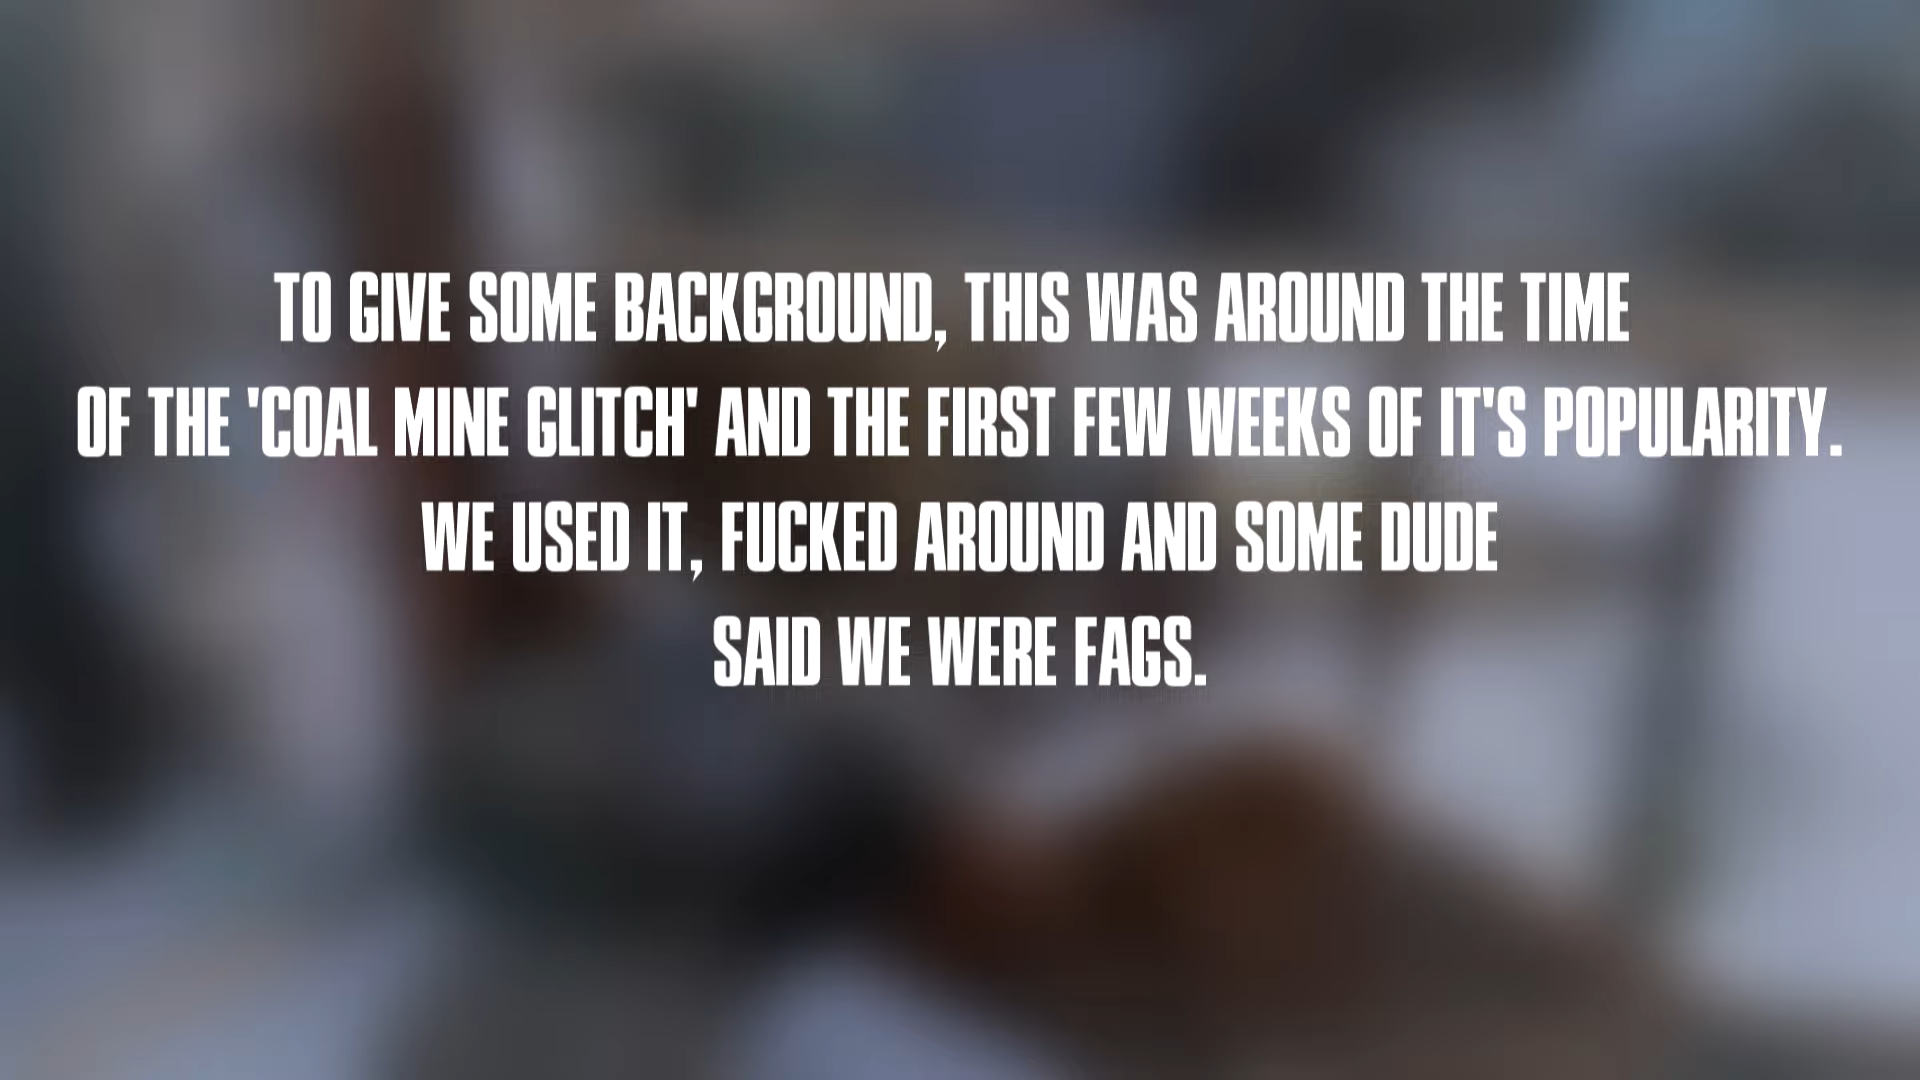 TO GIVE SOME BACKGROUND, THIS WAS AROUND THE TIME
OF THE 'COAL MINE GLITCH' AND THE FIRST FEW WEEKS OF IT'S POPULARITY.
WE USED IT, FUCKED AROUND AND SOME DUDE
SAID WE WERE FAGS.